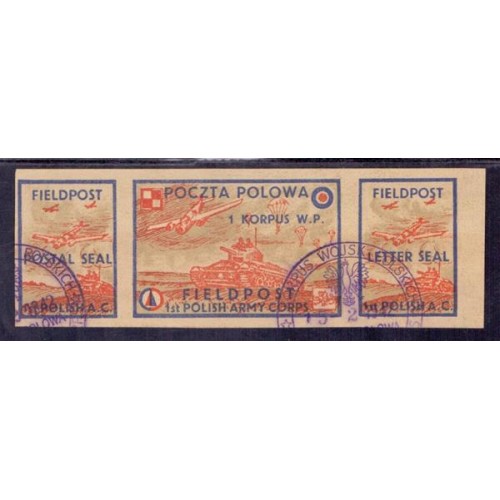 FIELDPOST
POSTAL SEAL
1st POLISH A.C.
POCZTA POLOWA
1 KORPUS W.P.
FIELDPOST
1st POLISH ARMY CORPS
FIELDPOST
LETTER SEAL
1st POLISH A.C.